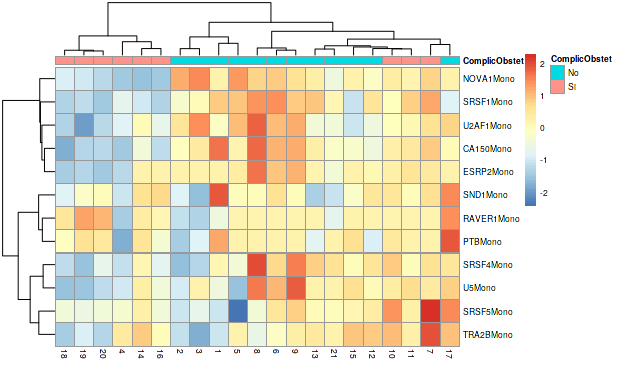 ComplicObstet
NOVA1Mono
SRSF1Mono
U2AF1Mono
CA150Mono
ESRP2Mono
SND1Mono
RAVER1Mono
PTBMono
SRSF4Mono
U5Mono
SRSF5Mono
TRA2BMono
18 19 20 4 14 16 2 3 1 5 8 6 9 13 21 15 12 10 11 7 17
2
1
0
-1
-2
ComplicObstet
No
SI